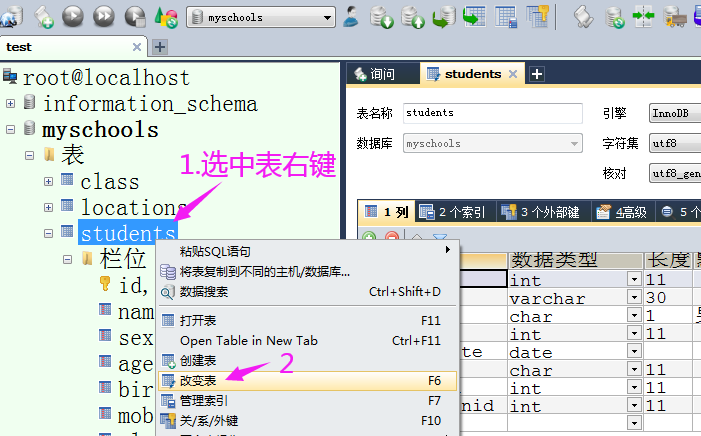 myschools
test
root@localhost
information_schema
myschools
表
class
locations
students
栏位
id,
nam
sex
age
bir
mob
1.选中表右键
粘贴SQL语句
将表复制到不同的主机/数据库...
数据搜索 Ctrl+Shift+D
打开表 F11
Open Table in New Tab Ctrl+F11
创建表
改变表 F6
2
管理索引 F7
关/系/外键 F10
询问
students
表名称 students
引擎 InnoDB
数据库 myschools
字符集 utf8
核对 utf8_gen
1 列
2 个索引
3 个外部键
4高级
5 个
数据类型 长度
int 11
varchar 30
char 1
int 11
te date
char 11
int 11
nid int 11